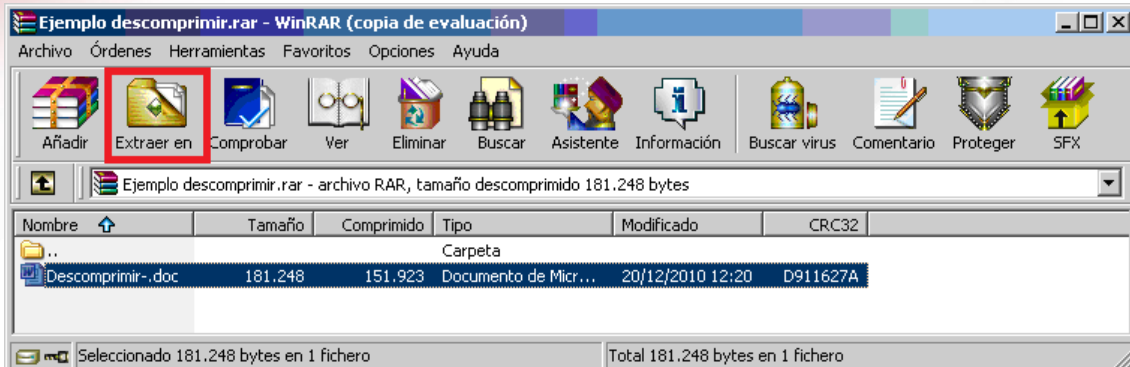 Ejemplo descomprimir.rar - WinRAR (copia de evaluación)
Archivo Órdenes Herramientas Favoritos Opciones Ayuda
Añadir Extraer en Comprobar Ver Eliminar Buscar Asistente Información Buscar virus Comentario Proteger SFX
Ejemplo descomprimir.rar - archivo RAR, tamaño descomprimido 181.248 bytes
Nombre Tamaño Comprimido Tipo Modificado CRC32
.. Carpeta
Descomprimir-.doc 181.248 151.923 Documento de Micr... 20/12/2010 12:20 D911627A
Seleccionado 181.248 bytes en 1 fichero Total 181.248 bytes en 1 fichero